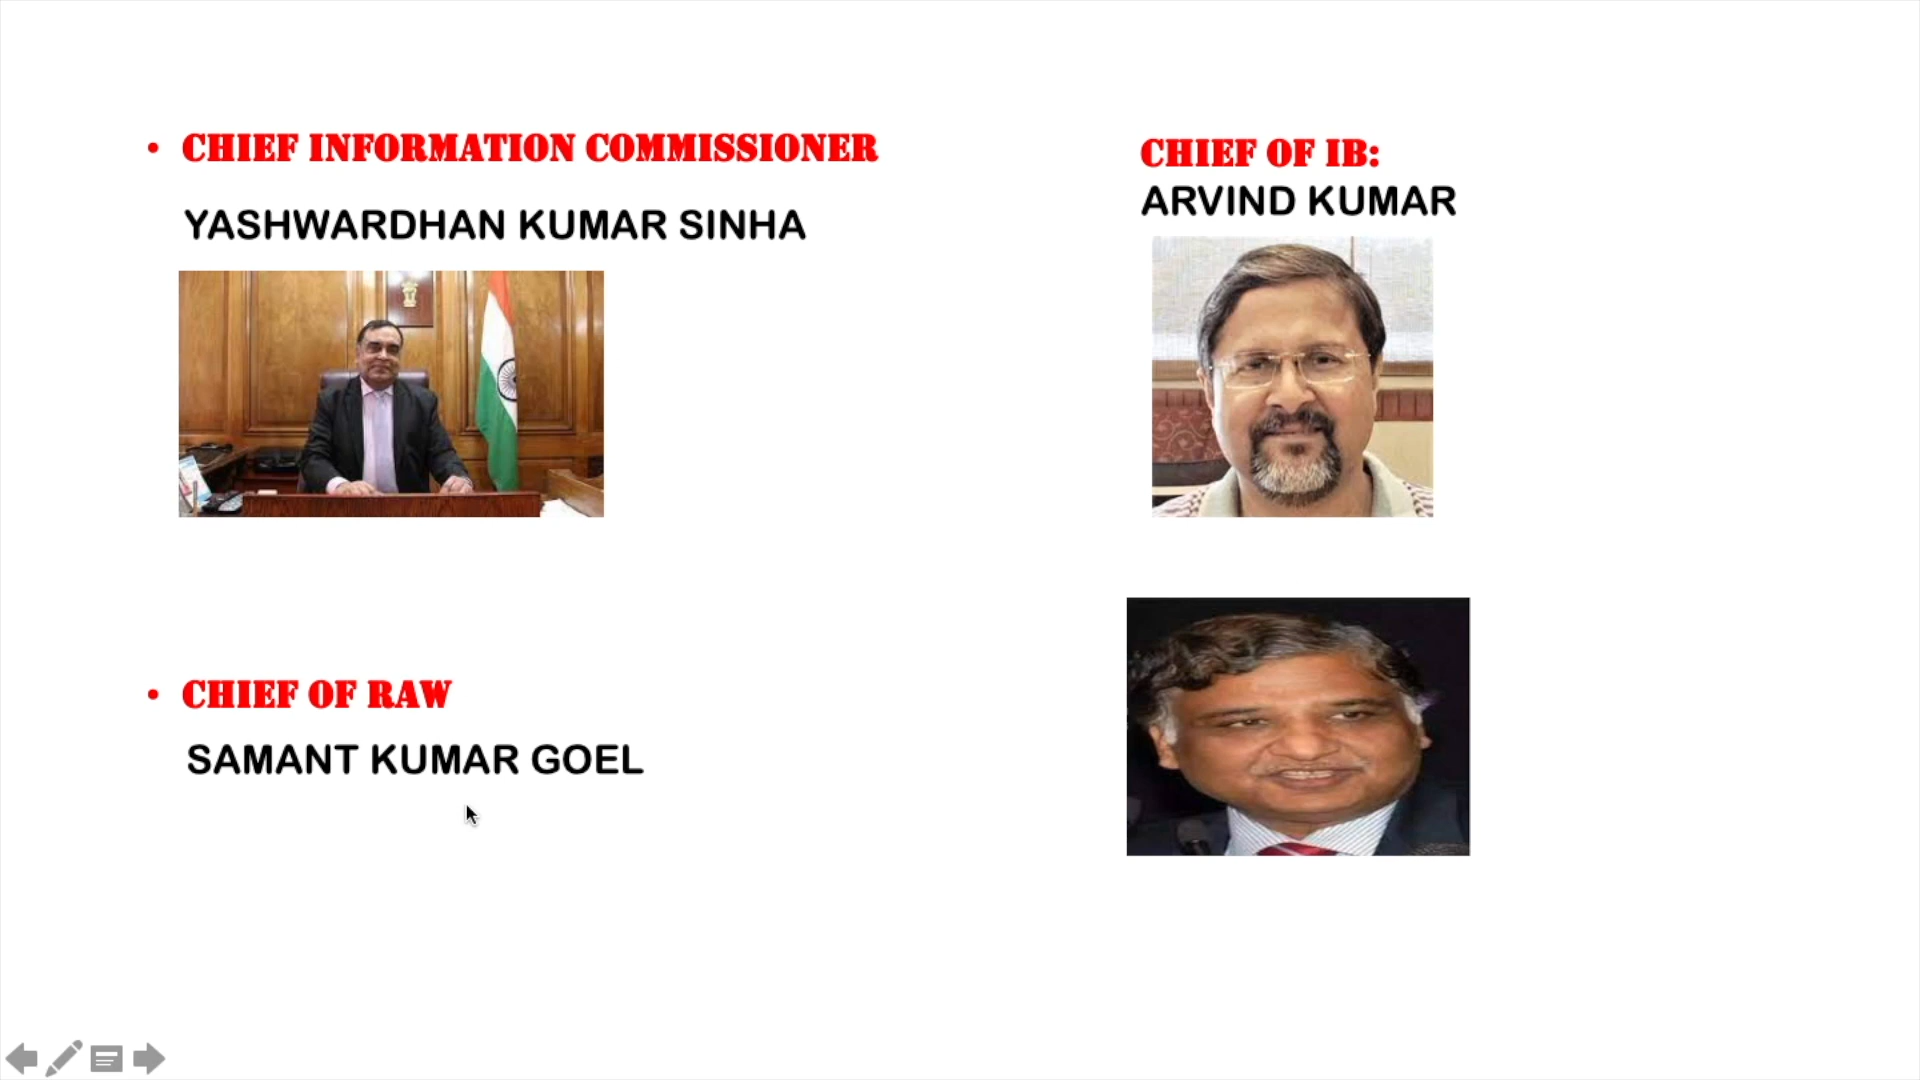 • CHIEF INFORMATION COMMISSIONER
YASHWARDHAN KUMAR SINHA
CHIEF OF IB:
ARVIND KUMAR
• CHIEF OF RAW
SAMANT KUMAR GOEL